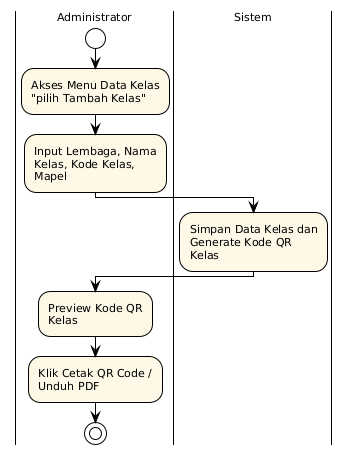 Administrator
Sistem
Akses Menu Data Kelas
"pilih Tambah Kelas"
Input Lembaga, Nama
Kelas, Kode Kelas,
Mapel
Simpan Data Kelas dan
Generate Kode QR
Kelas
Preview Kode QR
Kelas
Klik Cetak QR Code /
Unduh PDF